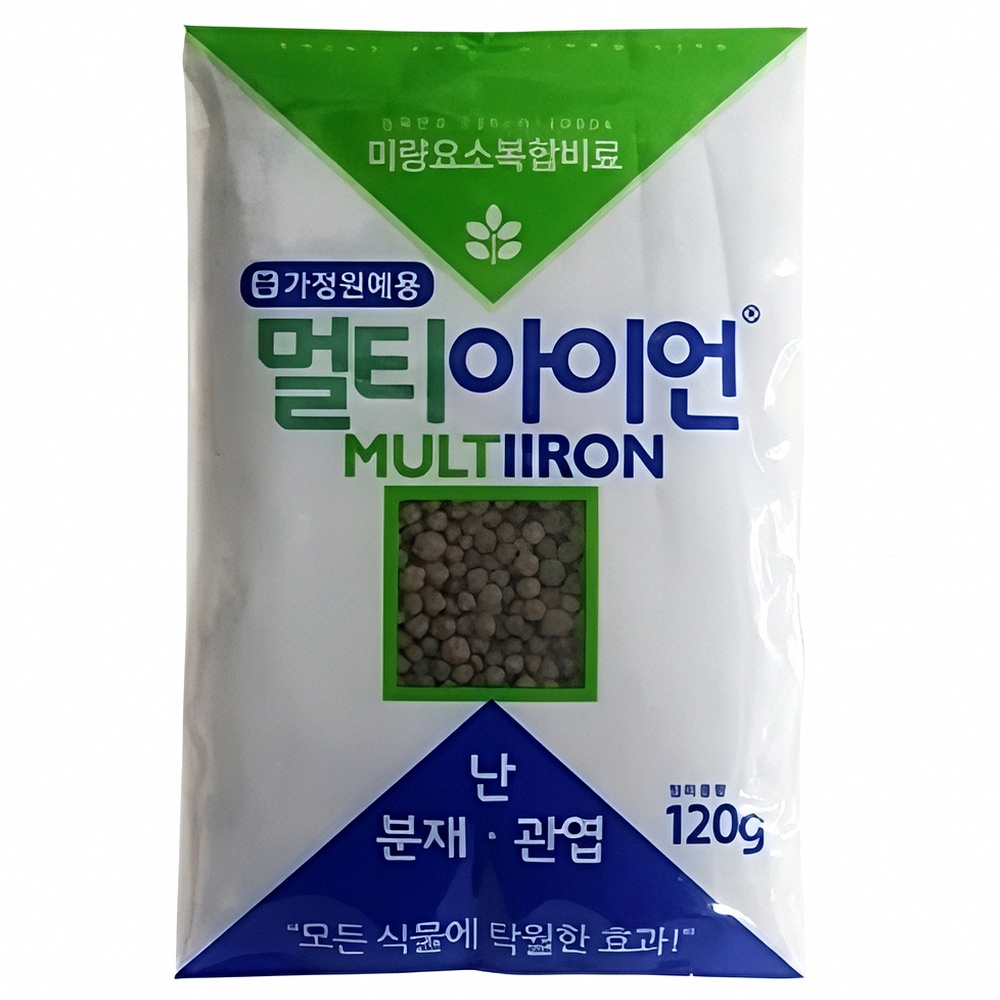 미량요소복합비료
가정원예용
멀티아이언
MULTIIRON
난
분재 · 관엽
120g
"모든 식물에 탁월한 효과!"